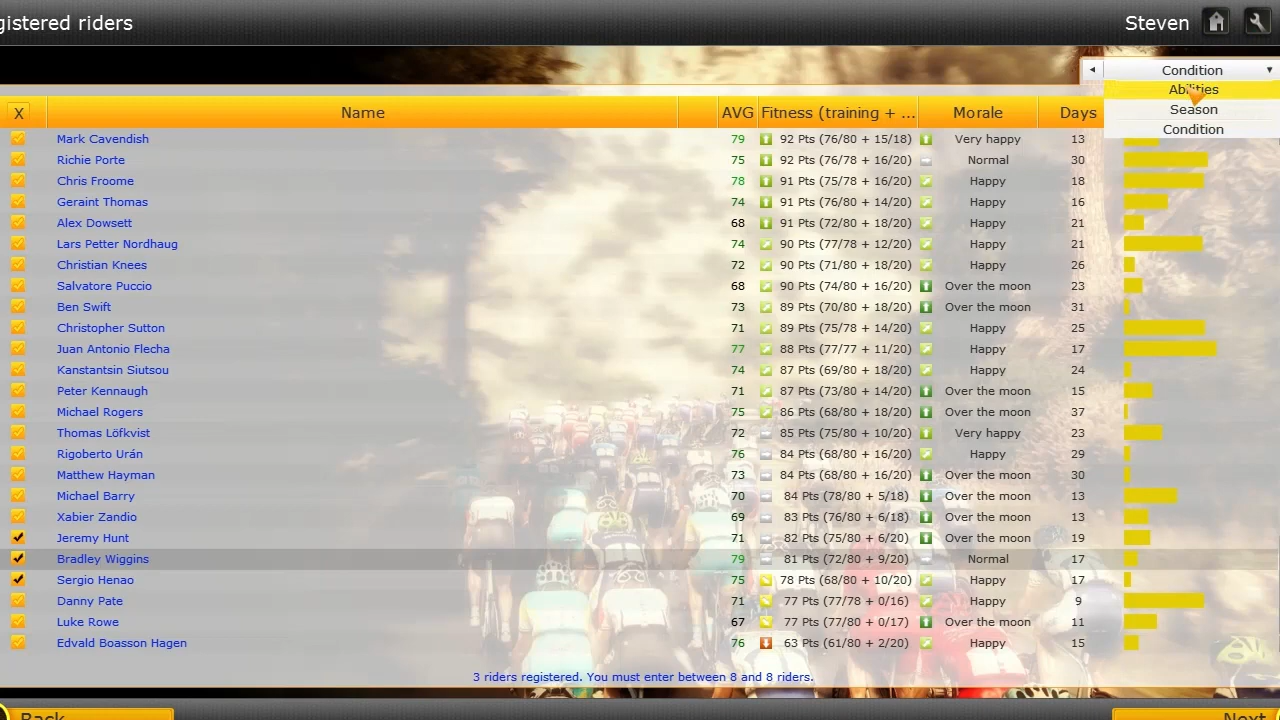 gistered riders
Steven
Condition
Abilities
Season
Condition
X Name AVG Fitness (training + ... Morale Days
Mark Cavendish 79 92 Pts (76/80 + 15/18) Very happy 13
Richie Porte 75 92 Pts (76/78 + 16/20) Normal 30
Chris Froome 78 91 Pts (75/78 + 16/20) Happy 18
Geraint Thomas 74 91 Pts (76/80 + 14/20) Happy 16
Alex Dowsett 68 91 Pts (72/80 + 18/20) Happy 21
Lars Petter Nordhaug 74 90 Pts (77/78 + 12/20) Happy 21
Christian Knees 72 90 Pts (71/80 + 18/20) Happy 26
Salvatore Puccio 68 90 Pts (74/80 + 16/20) Over the moon 23
Ben Swift 73 89 Pts (70/80 + 18/20) Over the moon 31
Christopher Sutton 71 89 Pts (75/78 + 14/20) Happy 25
Juan Antonio Flecha 77 88 Pts (77/77 + 11/20) Happy 17
Kanstantsin Siutsou 74 87 Pts (69/80 + 18/20) Happy 24
Peter Kennaugh 71 87 Pts (73/80 + 14/20) Over the moon 15
Michael Rogers 75 86 Pts (68/80 + 18/20) Over the moon 37
Thomas Löfkvist 72 85 Pts (75/80 + 10/20) Very happy 23
Rigoberto Urán 76 84 Pts (68/80 + 16/20) Happy 29
Matthew Hayman 73 84 Pts (68/80 + 16/20) Over the moon 30
Michael Barry 70 84 Pts (78/80 + 5/18) Over the moon 13
Xabier Zandio 69 83 Pts (76/80 + 6/18) Over the moon 13
Jeremy Hunt 71 82 Pts (75/80 + 6/20) Over the moon 19
Bradley Wiggins 79 81 Pts (72/80 + 9/20) Normal 17
Sergio Henao 75 78 Pts (68/80 + 10/20) Happy 17
Danny Pate 71 77 Pts (77/78 + 0/16) Happy 9
Luke Rowe 67 77 Pts (77/80 + 0/17) Over the moon 11
Edvald Boasson Hagen 76 63 Pts (61/80 + 2/20) Happy 15
3 riders registered. You must enter between 8 and 8 riders.
Back Next